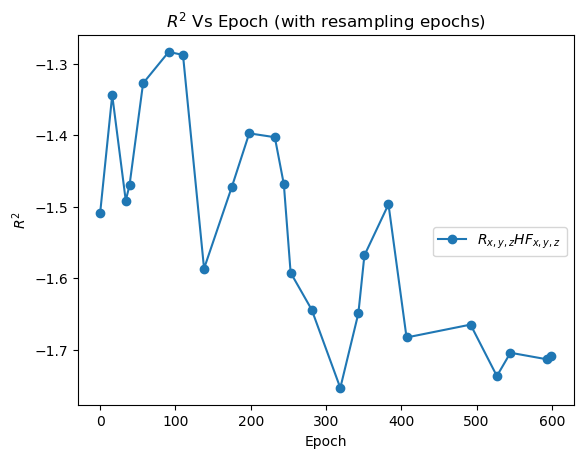 R² Vs Epoch (with resampling epochs)
−1.3
−1.4
−1.5
−1.6
−1.7
R²
R_{x,y,z}HF_{x,y,z}
0 100 200 300 400 500 600
Epoch